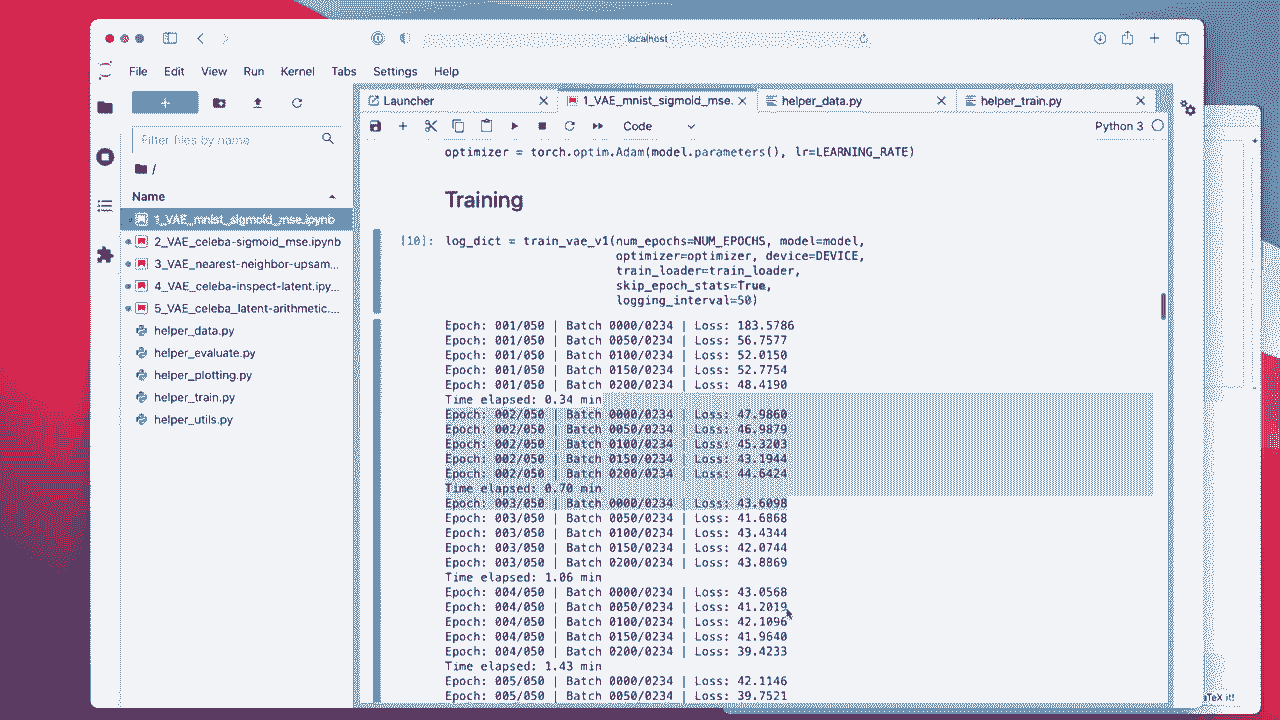 localhost
File Edit View Run Kernel Tabs Settings Help
Launcher
1_VAE_mnist_sigmoid_mse.
helper_data.py
helper_train.py
Filter files by name
Code
Python 3
/
Name
1_VAE_mnist_sigmoid_mse.ipynb
2_VAE_celeba-sigmoid_mse.ipynb
3_VAE_nearest-neighbor-upsam...
4_VAE_celeba-inspect-latent.ipy...
5_VAE_celeba_latent-arithmetic....
helper_data.py
helper_evaluate.py
helper_plotting.py
helper_train.py
helper_utils.py
optimizer = torch.optim.Adam(model.parameters(), lr=LEARNING_RATE)
Training
[10]: log_dict = train_vae_v1(num_epochs=NUM_EPOCHS, model=model,
optimizer=optimizer, device=DEVICE,
train_loader=train_loader,
skip_epoch_stats=True,
logging_interval=50)
Epoch: 001/050 | Batch 0000/0234 | Loss: 183.5786
Epoch: 001/050 | Batch 0050/0234 | Loss: 56.7577
Epoch: 001/050 | Batch 0100/0234 | Loss: 52.0150
Epoch: 001/050 | Batch 0150/0234 | Loss: 52.7754
Epoch: 001/050 | Batch 0200/0234 | Loss: 48.4190
Time elapsed: 0.34 min
Epoch: 002/050 | Batch 0000/0234 | Loss: 47.9860
Epoch: 002/050 | Batch 0050/0234 | Loss: 46.9879
Epoch: 002/050 | Batch 0100/0234 | Loss: 45.3203
Epoch: 002/050 | Batch 0150/0234 | Loss: 43.1944
Epoch: 002/050 | Batch 0200/0234 | Loss: 44.6424
Time elapsed: 0.70 min
Epoch: 003/050 | Batch 0000/0234 | Loss: 43.6098
Epoch: 003/050 | Batch 0050/0234 | Loss: 41.6868
Epoch: 003/050 | Batch 0100/0234 | Loss: 43.4344
Epoch: 003/050 | Batch 0150/0234 | Loss: 42.0744
Epoch: 003/050 | Batch 0200/0234 | Loss: 43.8869
Time elapsed: 1.06 min
Epoch: 004/050 | Batch 0000/0234 | Loss: 43.0568
Epoch: 004/050 | Batch 0050/0234 | Loss: 41.2019
Epoch: 004/050 | Batch 0100/0234 | Loss: 42.1096
Epoch: 004/050 | Batch 0150/0234 | Loss: 41.9640
Epoch: 004/050 | Batch 0200/0234 | Loss: 39.4233
Time elapsed: 1.43 min
Epoch: 005/050 | Batch 0000/0234 | Loss: 42.1146
Epoch: 005/050 | Batch 0050/0234 | Loss: 39.7521
TeX it!